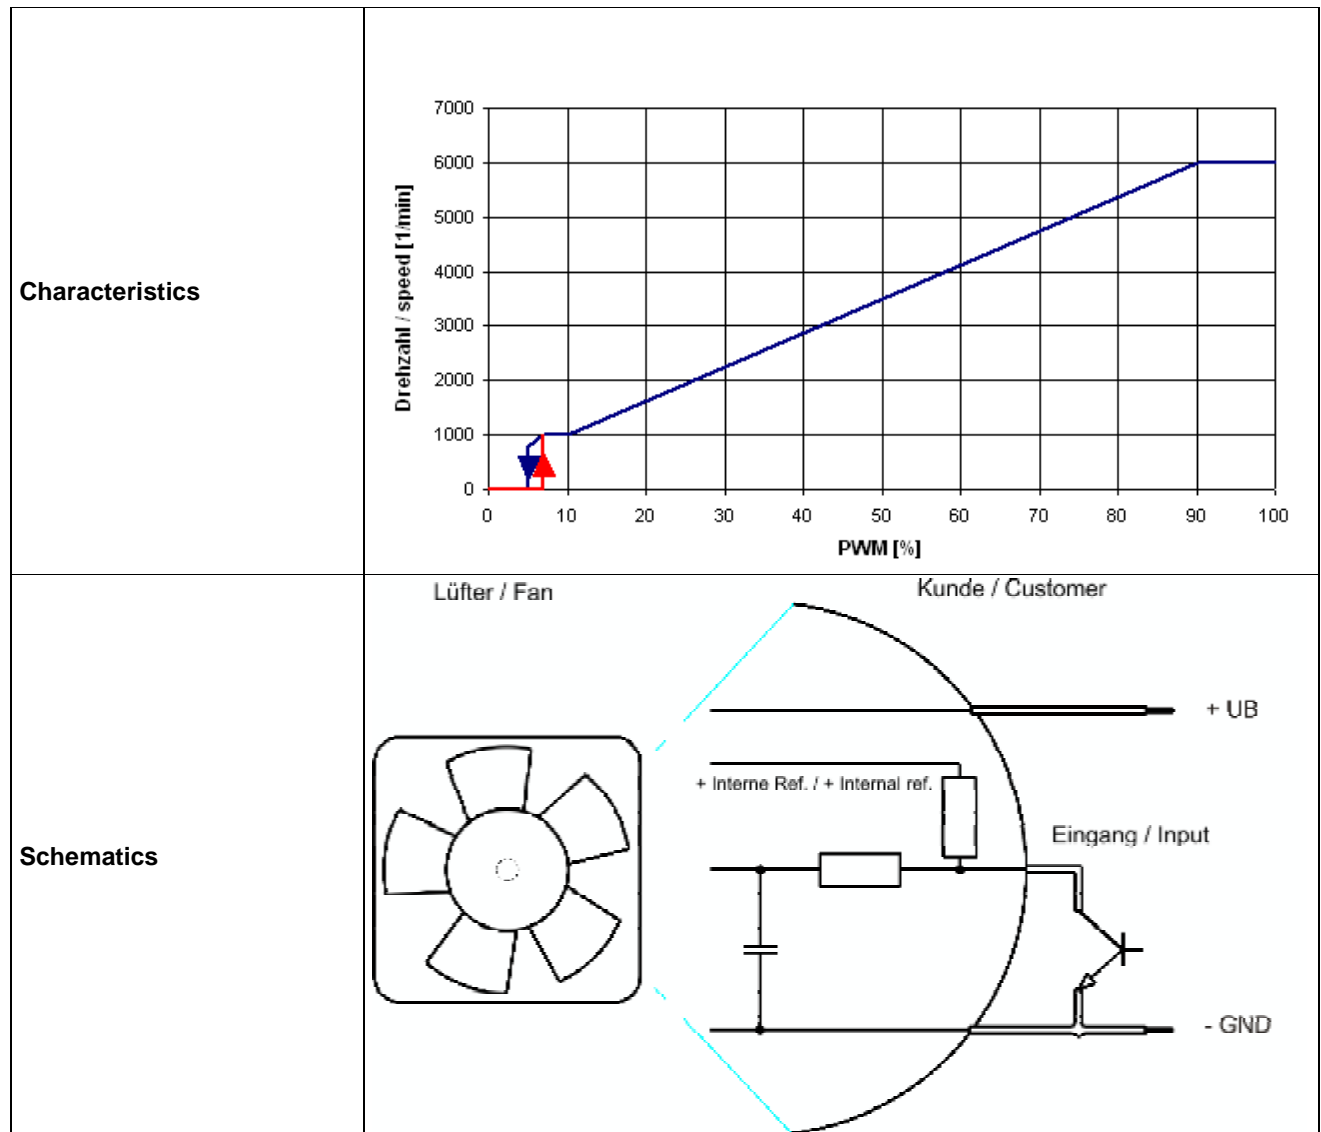 Characteristics
7000
6000
5000
4000
3000
2000
1000
0
Drehzahl / speed [1/min]
0 10 20 30 40 50 60 70 80 90 100
PWM [%]
Schematics
Lüfter / Fan
Kunde / Customer
+ UB
+ Interne Ref. / + Internal ref.
Eingang / Input
- GND